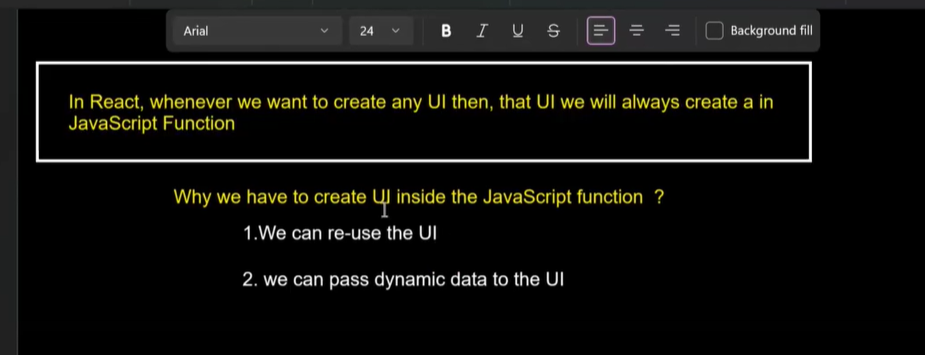 Arial 24 B I U S Background fill
In React, whenever we want to create any UI then, that UI we will always create a in
JavaScript Function
Why we have to create UI inside the JavaScript function ?
1.We can re-use the UI
2. we can pass dynamic data to the UI